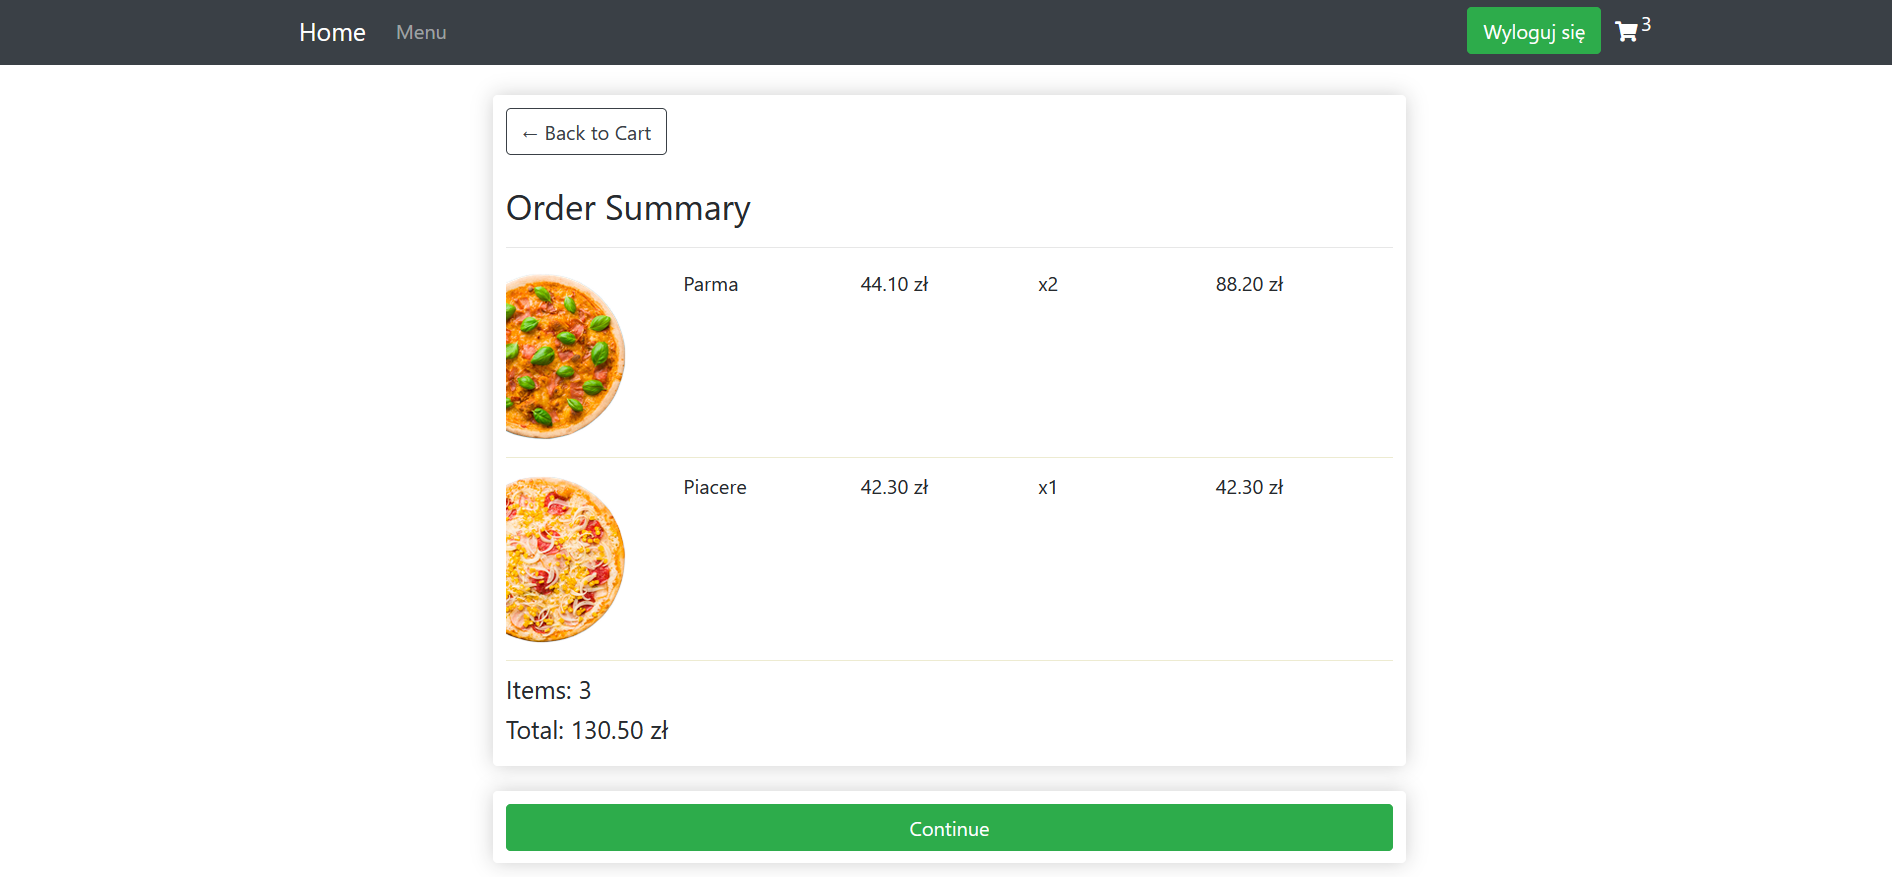 Home Menu Wyloguj się 3
← Back to Cart
Order Summary
Parma 44.10 zł x2 88.20 zł
Piacere 42.30 zł x1 42.30 zł
Items: 3
Total: 130.50 zł
Continue